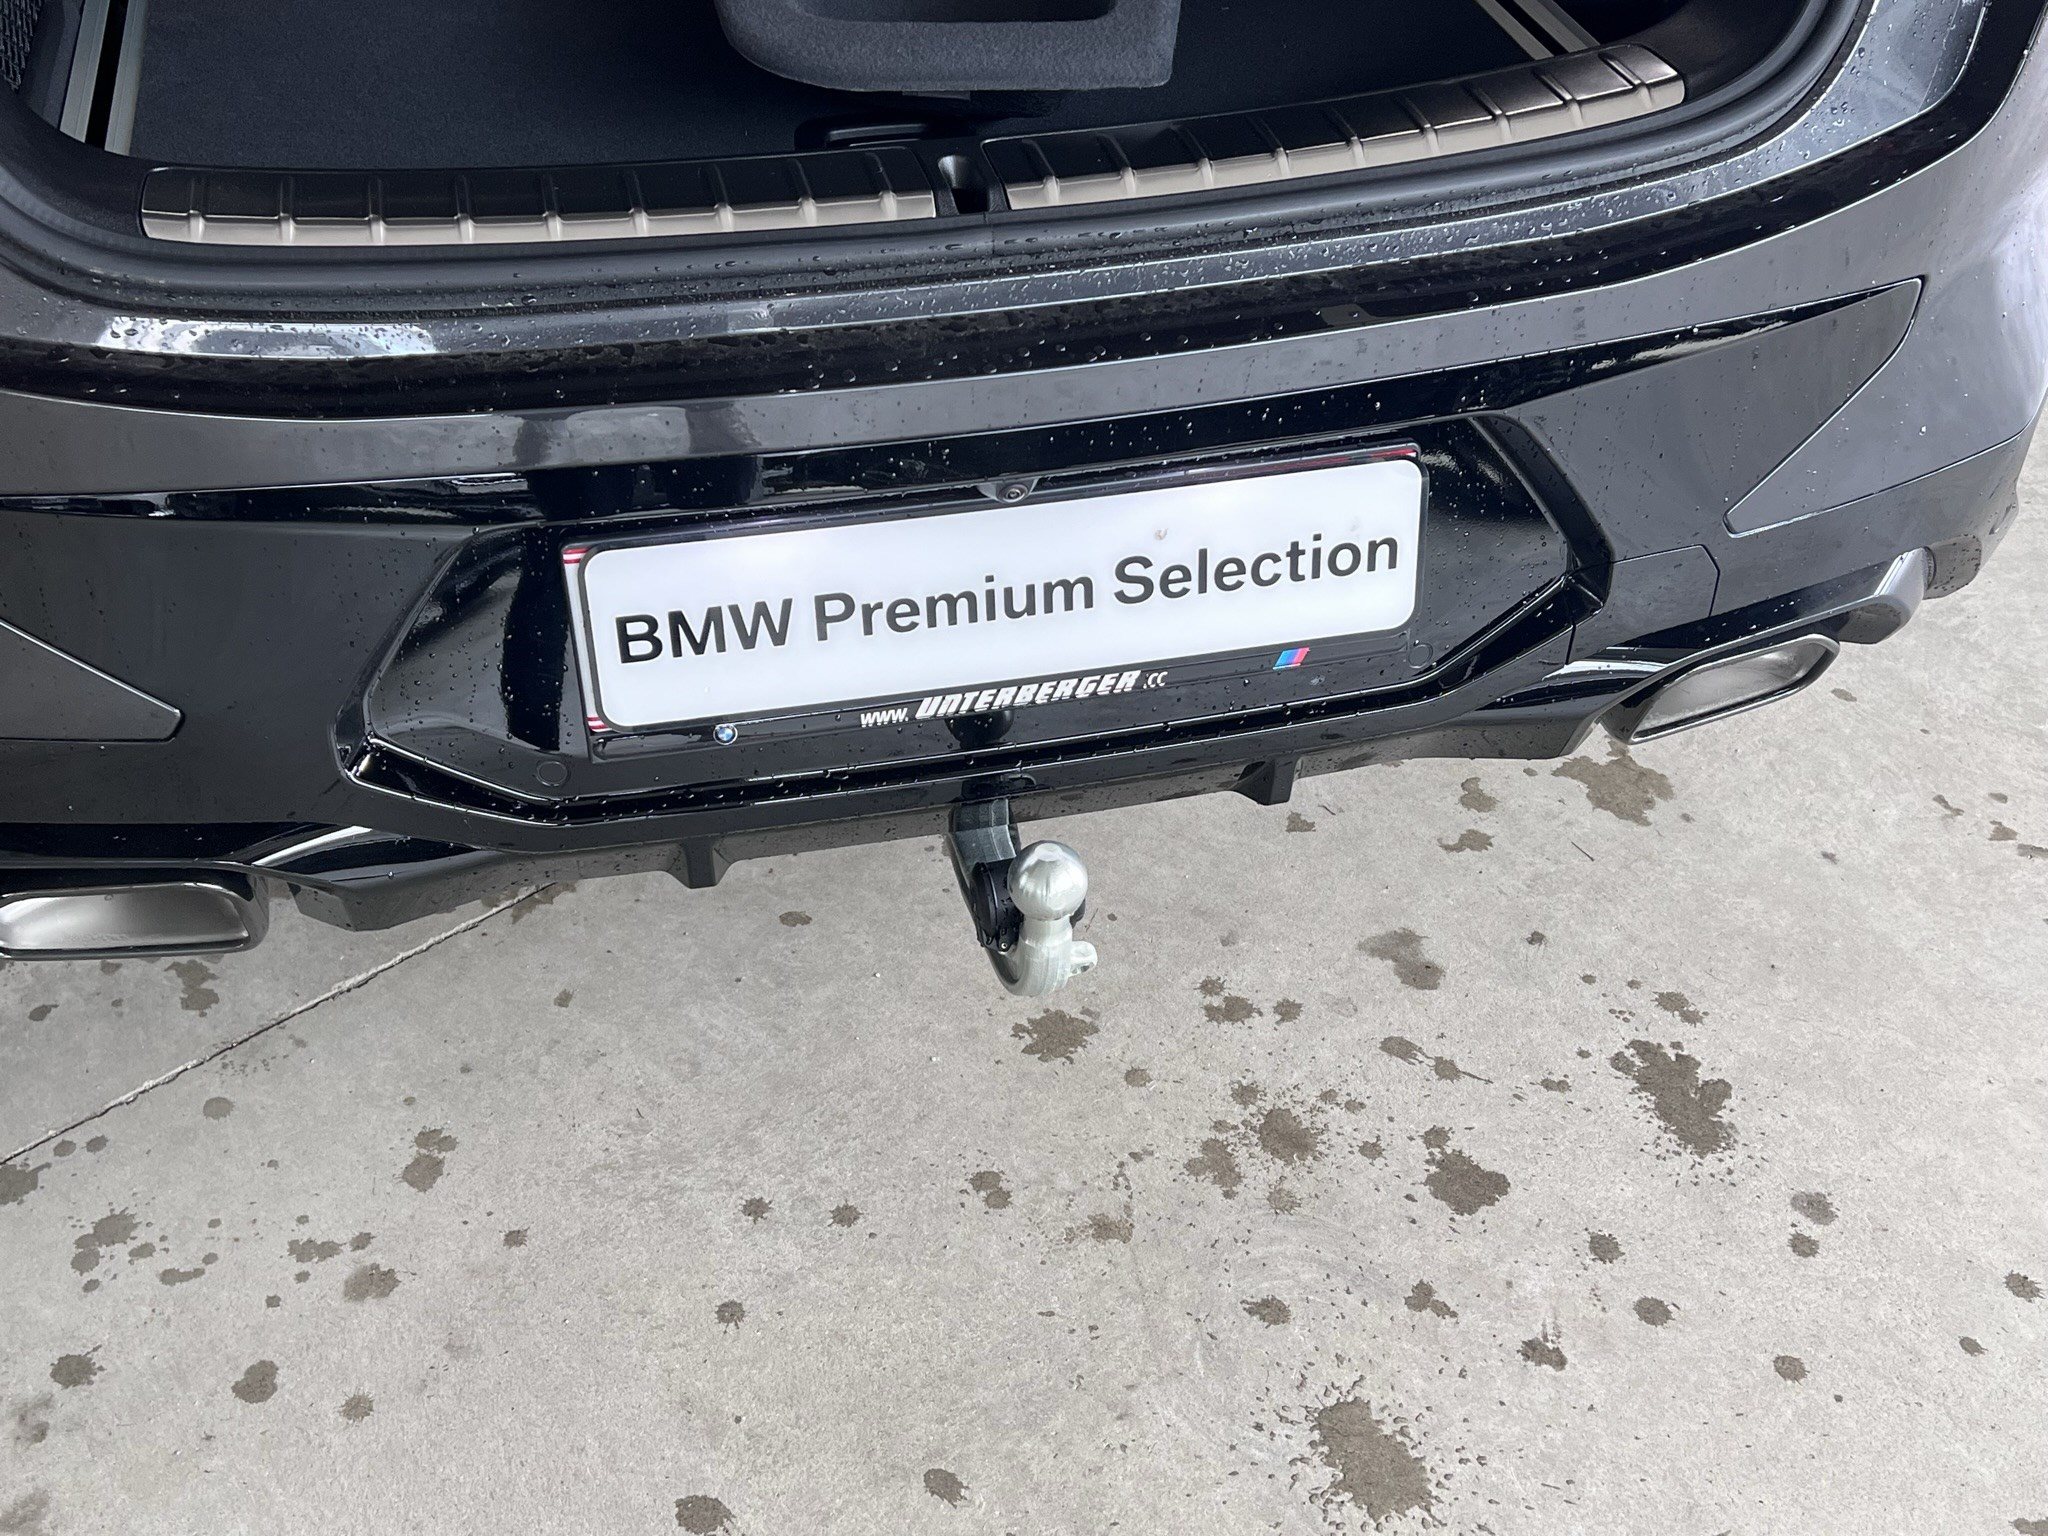 BMW Premium Selection
www. UNTERBERGER .cc